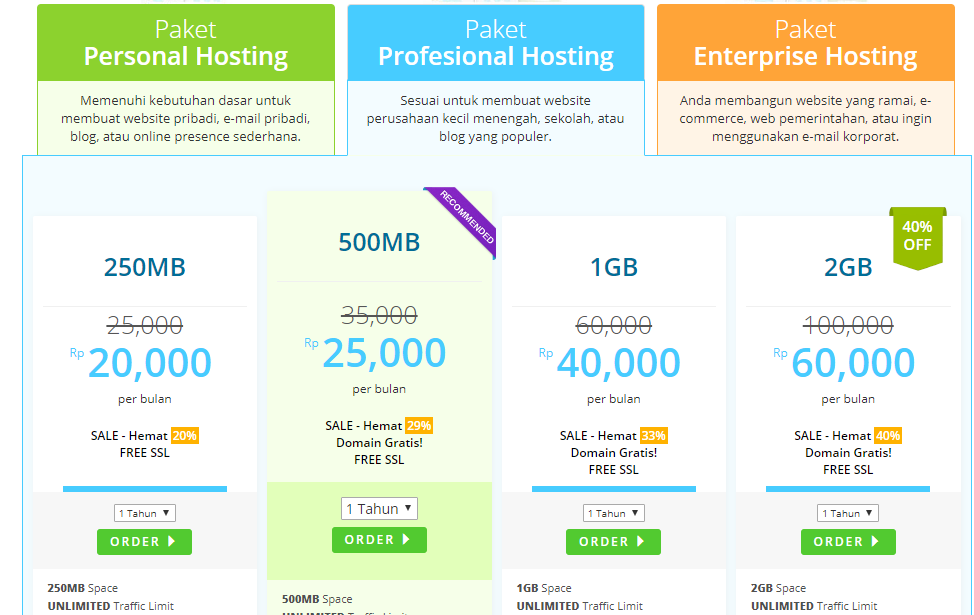 Paket
Personal Hosting
Memenuhi kebutuhan dasar untuk
membuat website pribadi, e-mail pribadi,
blog, atau online presence sederhana.
Paket
Profesional Hosting
Sesuai untuk membuat website
perusahaan kecil menengah, sekolah, atau
blog yang populer.
Paket
Enterprise Hosting
Anda membangun website yang ramai, e-
commerce, web pemerintahan, atau ingin
menggunakan e-mail korporat.
250MB
25,000
Rp 20,000
per bulan
SALE - Hemat 20%
FREE SSL
1 Tahun
ORDER
250MB Space
UNLIMITED Traffic Limit
RECOMMENDED
500MB
35,000
Rp 25,000
per bulan
SALE - Hemat 29%
Domain Gratis!
FREE SSL
1 Tahun
ORDER
500MB Space
UNLIMITED Traffic Limit
1GB
60,000
Rp 40,000
per bulan
SALE - Hemat 33%
Domain Gratis!
FREE SSL
1 Tahun
ORDER
1GB Space
UNLIMITED Traffic Limit
40%
OFF
2GB
100,000
Rp 60,000
per bulan
SALE - Hemat 40%
Domain Gratis!
FREE SSL
1 Tahun
ORDER
2GB Space
UNLIMITED Traffic Limit